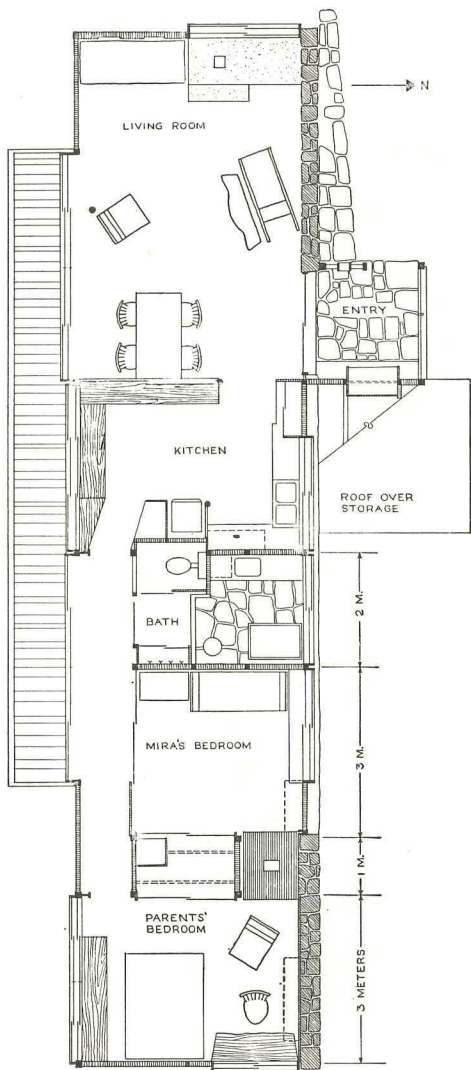 N
LIVING ROOM
ENTRY
KITCHEN
ROOF OVER
STORAGE
2 M.
BATH
MIRA'S BEDROOM
3 M.
1 M.
PARENTS'
BEDROOM
3 METERS